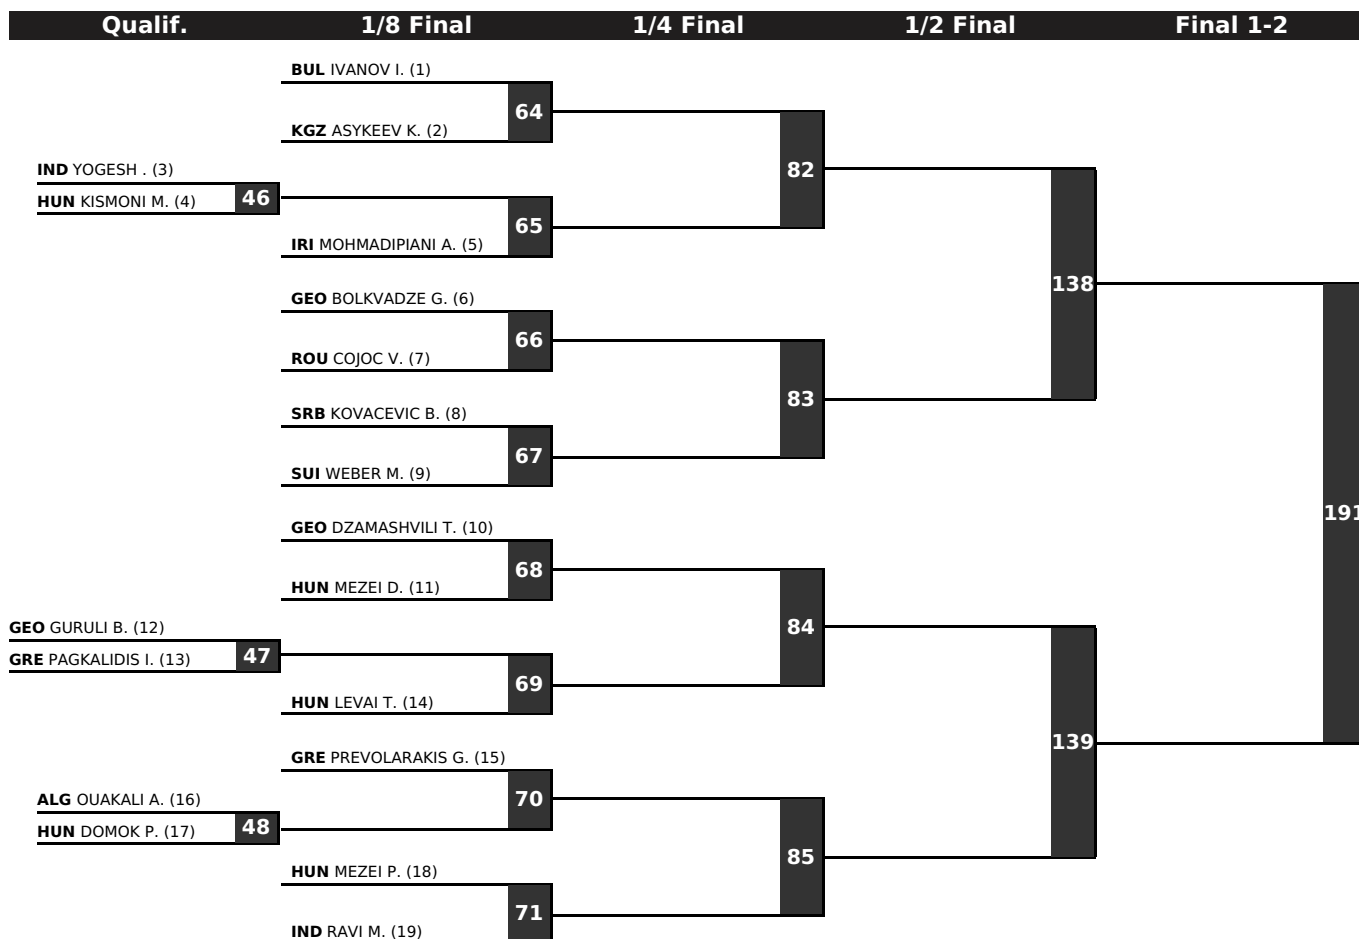 Qualif. 1/8 Final 1/4 Final 1/2 Final Final 1-2
BUL IVANOV I. (1)
64
KGZ ASYKEEV K. (2)
82
IND YOGESH . (3)
HUN KISMONI M. (4)
46
65
IRI MOHMADIPIANI A. (5)
138
GEO BOLKVADZE G. (6)
66
ROU COJOC V. (7)
83
SRB KOVACEVIC B. (8)
67
SUI WEBER M. (9)
191
GEO DZAMASHVILI T. (10)
68
HUN MEZEI D. (11)
84
GEO GURULI B. (12)
GRE PAGKALIDIS I. (13)
47
69
HUN LEVAI T. (14)
139
GRE PREVOLARAKIS G. (15)
70
ALG OUAKALI A. (16)
HUN DOMOK P. (17)
48
85
HUN MEZEI P. (18)
71
IND RAVI M. (19)